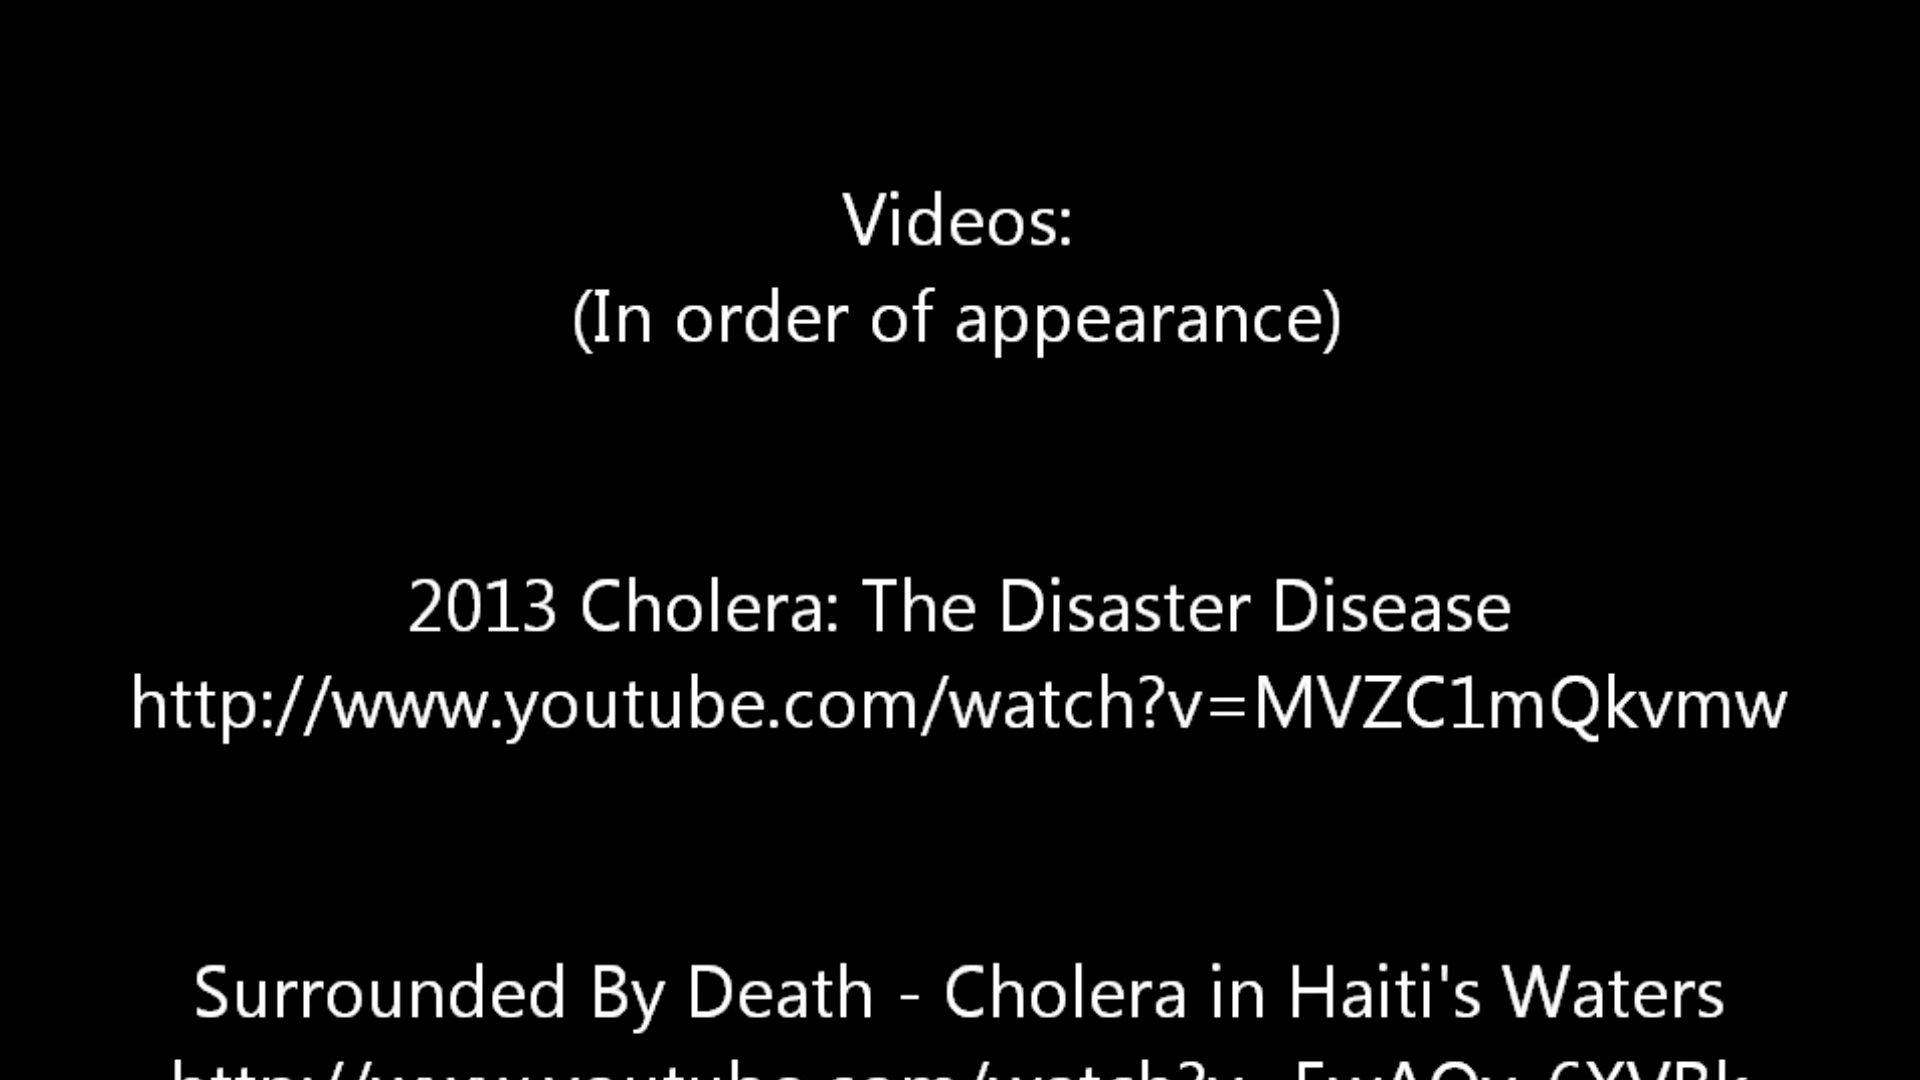 Videos:
(In order of appearance)
2013 Cholera: The Disaster Disease
http://www.youtube.com/watch?v=MVZC1mQkvmw
Surrounded By Death - Cholera in Haiti's Waters